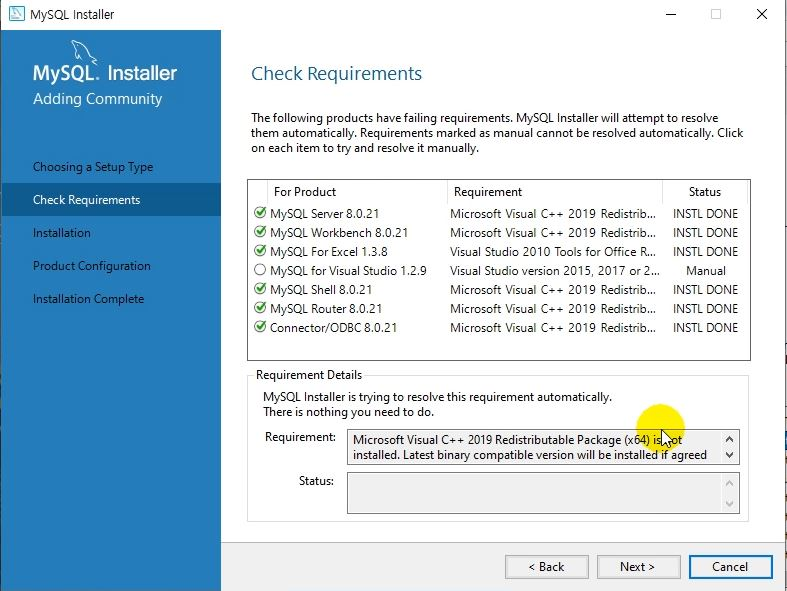 MySQL Installer
MySQL. Installer
Adding Community
Choosing a Setup Type
Check Requirements
Installation
Product Configuration
Installation Complete
Check Requirements
The following products have failing requirements. MySQL Installer will attempt to resolve
them automatically. Requirements marked as manual cannot be resolved automatically. Click
on each item to try and resolve it manually.
For Product Requirement Status
MySQL Server 8.0.21 Microsoft Visual C++ 2019 Redistrib... INSTL DONE
MySQL Workbench 8.0.21 Microsoft Visual C++ 2019 Redistrib... INSTL DONE
MySQL For Excel 1.3.8 Visual Studio 2010 Tools for Office R... INSTL DONE
MySQL for Visual Studio 1.2.9 Visual Studio version 2015, 2017 or 2... Manual
MySQL Shell 8.0.21 Microsoft Visual C++ 2019 Redistrib... INSTL DONE
MySQL Router 8.0.21 Microsoft Visual C++ 2019 Redistrib... INSTL DONE
Connector/ODBC 8.0.21 Microsoft Visual C++ 2019 Redistrib... INSTL DONE
Requirement Details
MySQL Installer is trying to resolve this requirement automatically.
There is nothing you need to do.
Requirement: Microsoft Visual C++ 2019 Redistributable Package (x64) is not
installed. Latest binary compatible version will be installed if agreed
Status:
< Back Next > Cancel